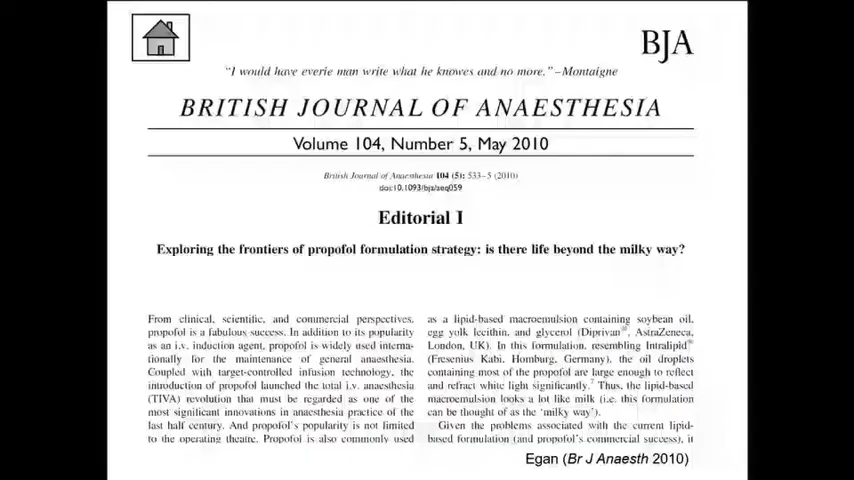 BJA
"I would have everie man write what he knowes and no more."–Montaigne
BRITISH JOURNAL OF ANAESTHESIA
Volume 104, Number 5, May 2010
British Journal of Anaesthesia 104 (5): 533–5 (2010)
doi:10.1093/bja/aeq059
Editorial I
Exploring the frontiers of propofol formulation strategy: is there life beyond the milky way?
From clinical, scientific, and commercial perspectives,
propofol is a fabulous success. In addition to its popularity
as an i.v. induction agent, propofol is widely used interna-
tionally for the maintenance of general anaesthesia.
Coupled with target-controlled infusion technology, the
introduction of propofol launched the total i.v. anaesthesia
(TIVA) revolution that must be regarded as one of the
most significant innovations in anaesthesia practice of the
last half century. And propofol's popularity is not limited
to the operating theatre. Propofol is also commonly used
as a lipid-based macroemulsion containing soybean oil,
egg yolk lecithin, and glycerol (Diprivan®, AstraZeneca,
London, UK). In this formulation, resembling Intralipid®
(Fresenius Kabi, Homburg, Germany), the oil droplets
containing most of the propofol are large enough to reflect
and refract white light significantly.7 Thus, the lipid-based
macroemulsion looks a lot like milk (i.e. this formulation
can be thought of as the 'milky way').
Given the problems associated with the current lipid-
based formulation (and propofol's commercial success), it
Egan (Br J Anaesth 2010)